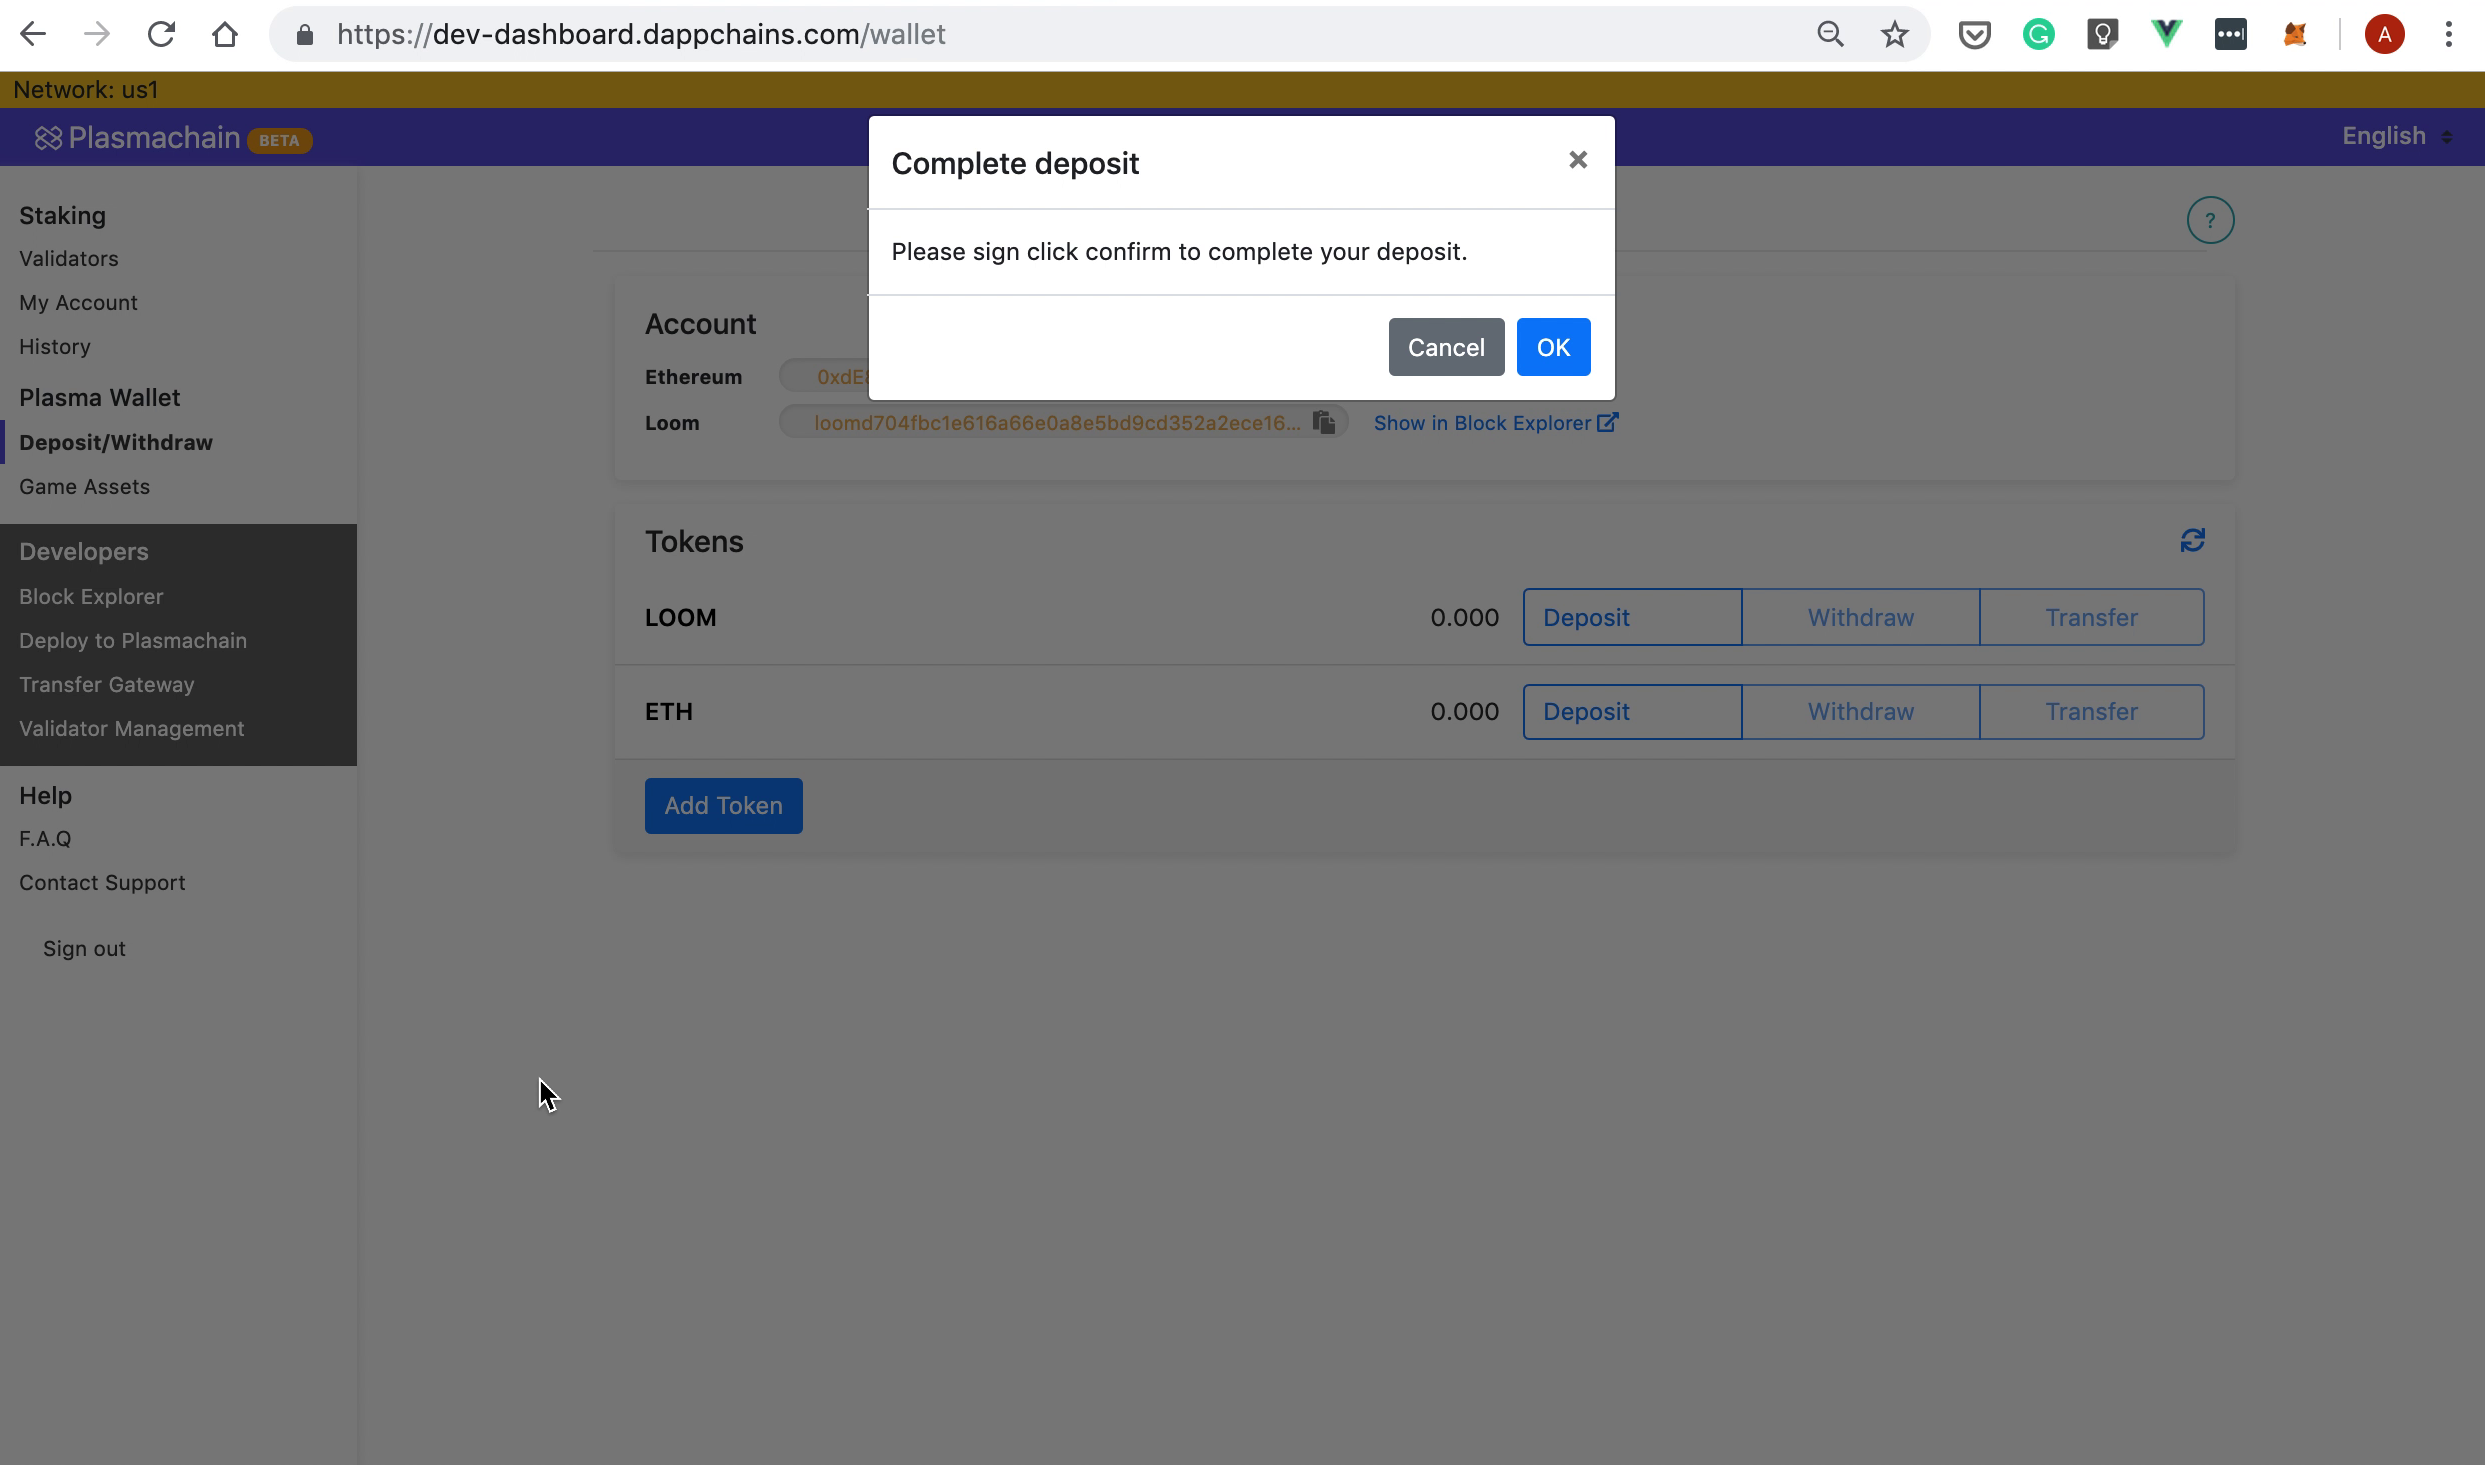 https://dev-dashboard.dappchains.com/wallet
A
Network: us1
Plasmachain BETA
English
Complete deposit
Please sign click confirm to complete your deposit.
Cancel OK
Staking
Validators
My Account
History
Plasma Wallet
Deposit/Withdraw
Game Assets
Developers
Block Explorer
Deploy to Plasmachain
Transfer Gateway
Validator Management
Help
F.A.Q
Contact Support
Sign out
?
Account
Ethereum
Loom loomd704fbc1e616a66e0a8e5bd9cd352a2ece16... Show in Block Explorer
Tokens
LOOM 0.000 Deposit Withdraw Transfer
ETH 0.000 Deposit Withdraw Transfer
Add Token